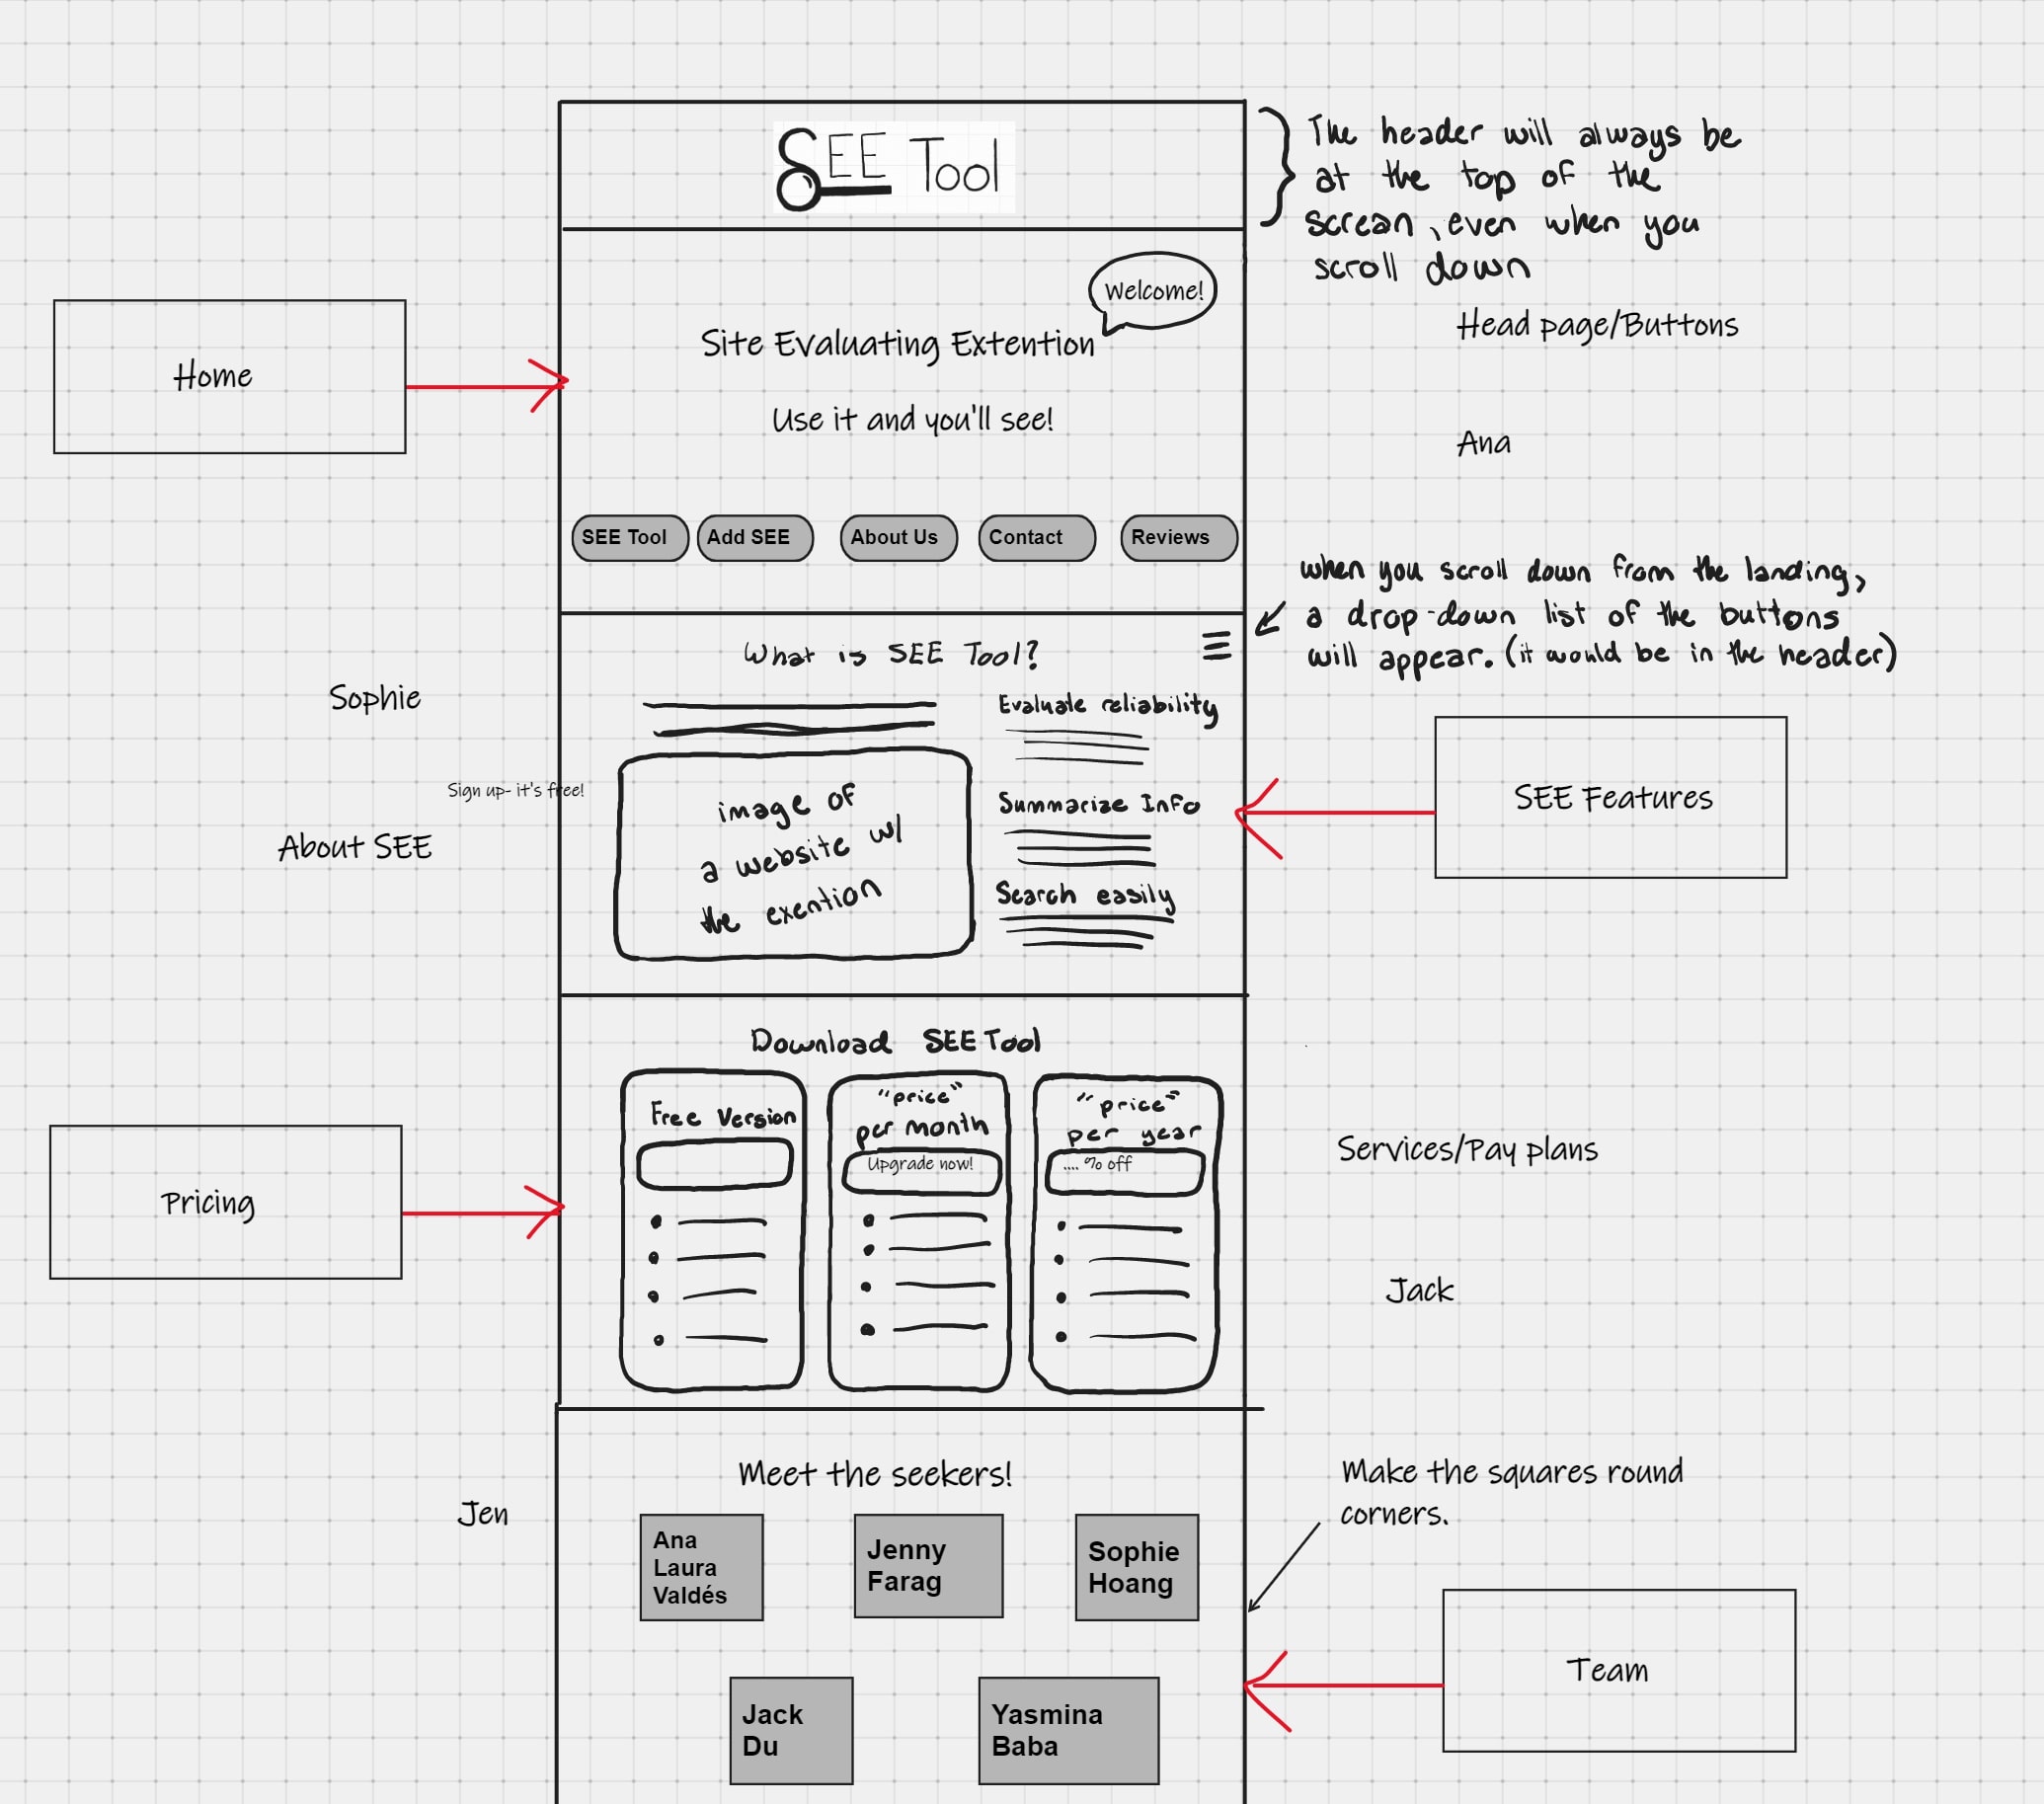 SEE Tool
The header will always be
at the top of the
screan, even when you
scroll down
Welcome!
Head page/Buttons
Site Evaluating Extention
Home
Use it and you'll see!
Ana
SEE Tool
Add SEE
About Us
Contact
Reviews
when you scroll down from the landing,
a drop-down list of the buttons
will appear. (it would be in the header)
What is SEE Tool?
Sophie
Evaluate reliability
Sign up- it's free!
About SEE
image of
a website w/
the exention
Summarize Info
Search easily
SEE Features
Download SEE Tool
Free Version
"price"
per month
Upgrade now!
"price"
per year
.... % off
Services/Pay plans
Pricing
Jack
Meet the seekers!
Make the squares round
corners.
Jen
Ana
Laura
Valdés
Jenny
Farag
Sophie
Hoang
Team
Jack
Du
Yasmina
Baba